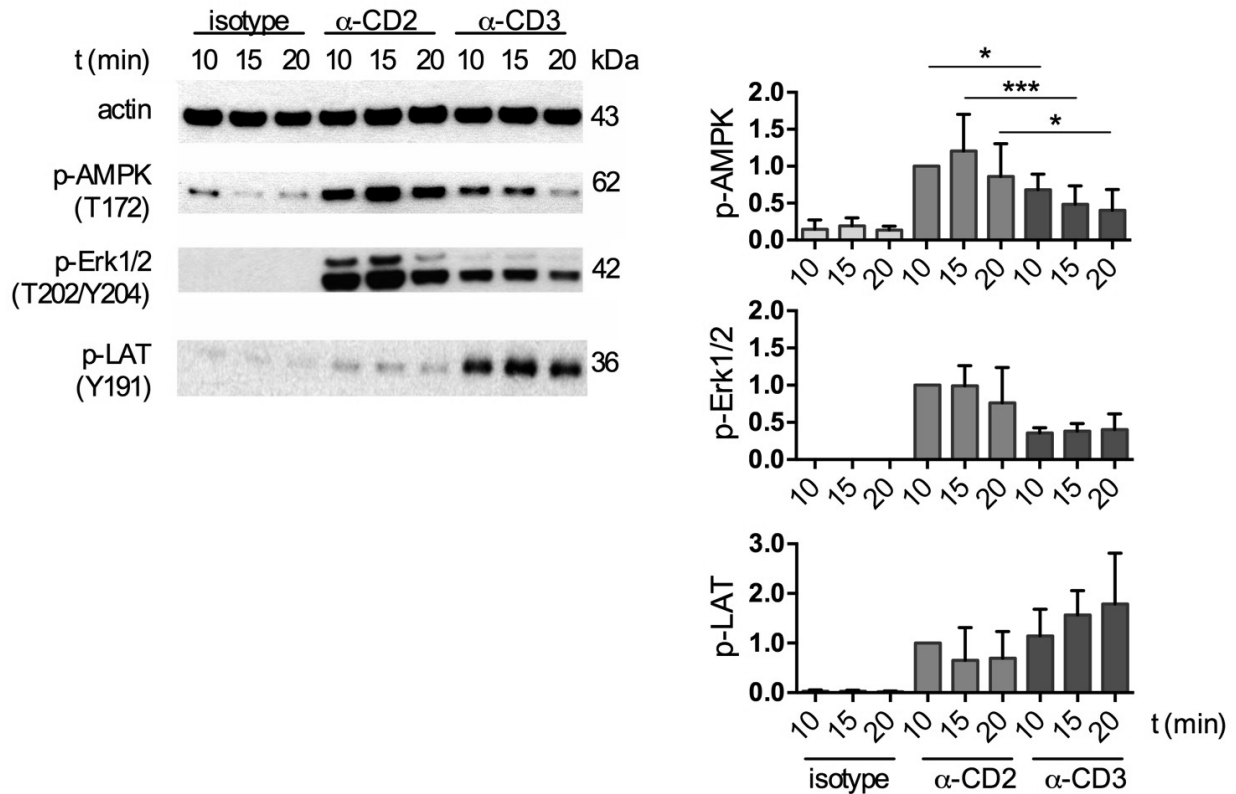 isotype α-CD2 α-CD3
t (min) 10 15 20 10 15 20 10 15 20 kDa
actin 43
p-AMPK
(T172) 62
p-Erk1/2
(T202/Y204) 42
p-LAT
(Y191) 36
*
***
*
p-AMPK
2.0
1.5
1.0
0.5
0.0
10 15 20 10 15 20 10 15 20
p-Erk1/2
2.0
1.5
1.0
0.5
0.0
10 15 20 10 15 20 10 15 20
p-LAT
3.0
2.0
1.0
0.0
10 15 20 10 15 20 10 15 20 t (min)
isotype α-CD2 α-CD3